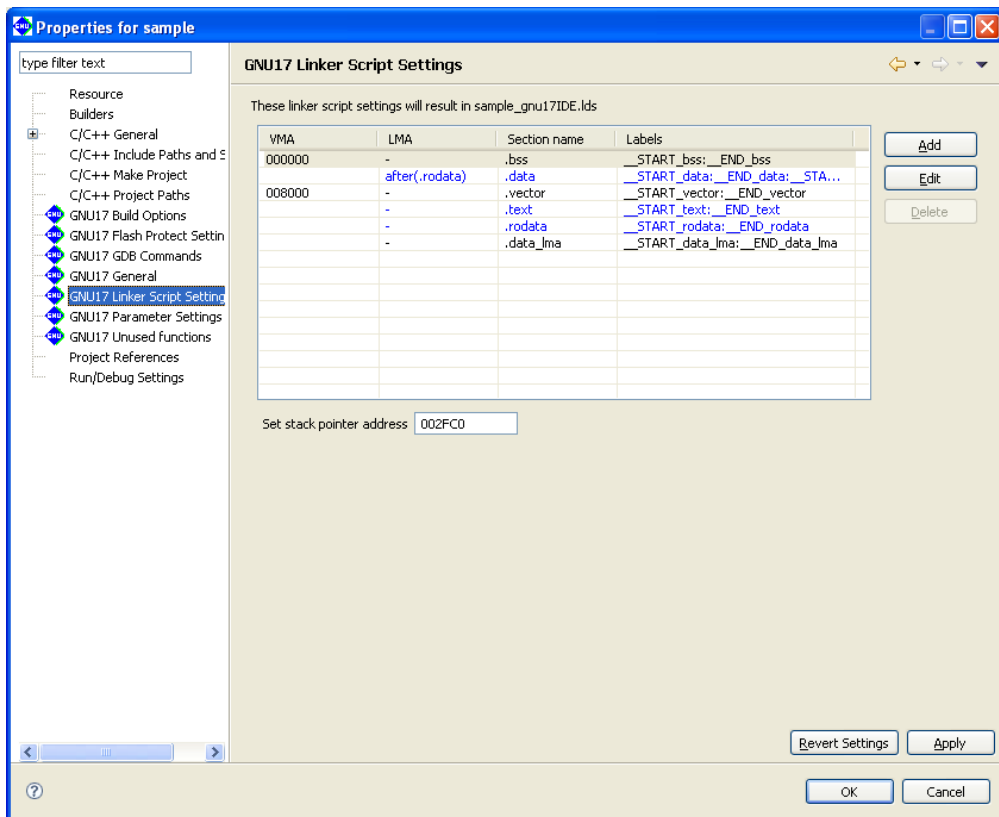 Properties for sample
type filter text
Resource
Builders
C/C++ General
C/C++ Include Paths and S
C/C++ Make Project
C/C++ Project Paths
GNU17 Build Options
GNU17 Flash Protect Settin
GNU17 GDB Commands
GNU17 General
GNU17 Linker Script Setting
GNU17 Parameter Settings
GNU17 Unused functions
Project References
Run/Debug Settings
GNU17 Linker Script Settings
These linker script settings will result in sample_gnu17IDE.lds
VMA LMA Section name Labels
000000 - .bss __START_bss:__END_bss
after(.rodata) .data __START_data:__END_data:__STA...
008000 - .vector __START_vector:__END_vector
- .text __START_text:__END_text
- .rodata __START_rodata:__END_rodata
- .data_lma __START_data_lma:__END_data_lma
Add
Edit
Delete
Set stack pointer address 002FC0
Revert Settings Apply
OK Cancel